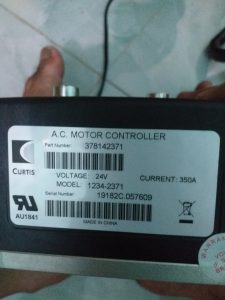 A.C. MOTOR CONTROLLER
Part Number: 378142371
CURTIS
VOLTAGE: 24V CURRENT: 350A
MODEL: 1234-2371
Serial Number: 19182C.057609
AU1841
MADE IN CHINA
WARRANTY